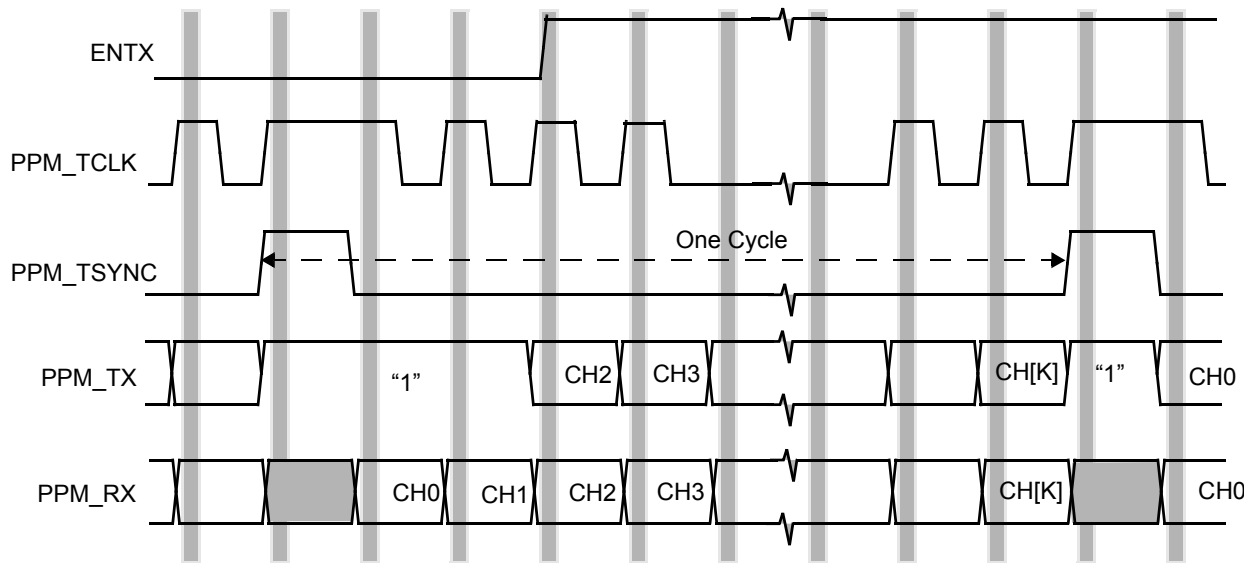 ENTX
PPM_TCLK
One Cycle
PPM_TSYNC
PPM_TX
“1”
CH2
CH3
CH[K]
“1”
CH0
PPM_RX
CH0
CH1
CH2
CH3
CH[K]
CH0